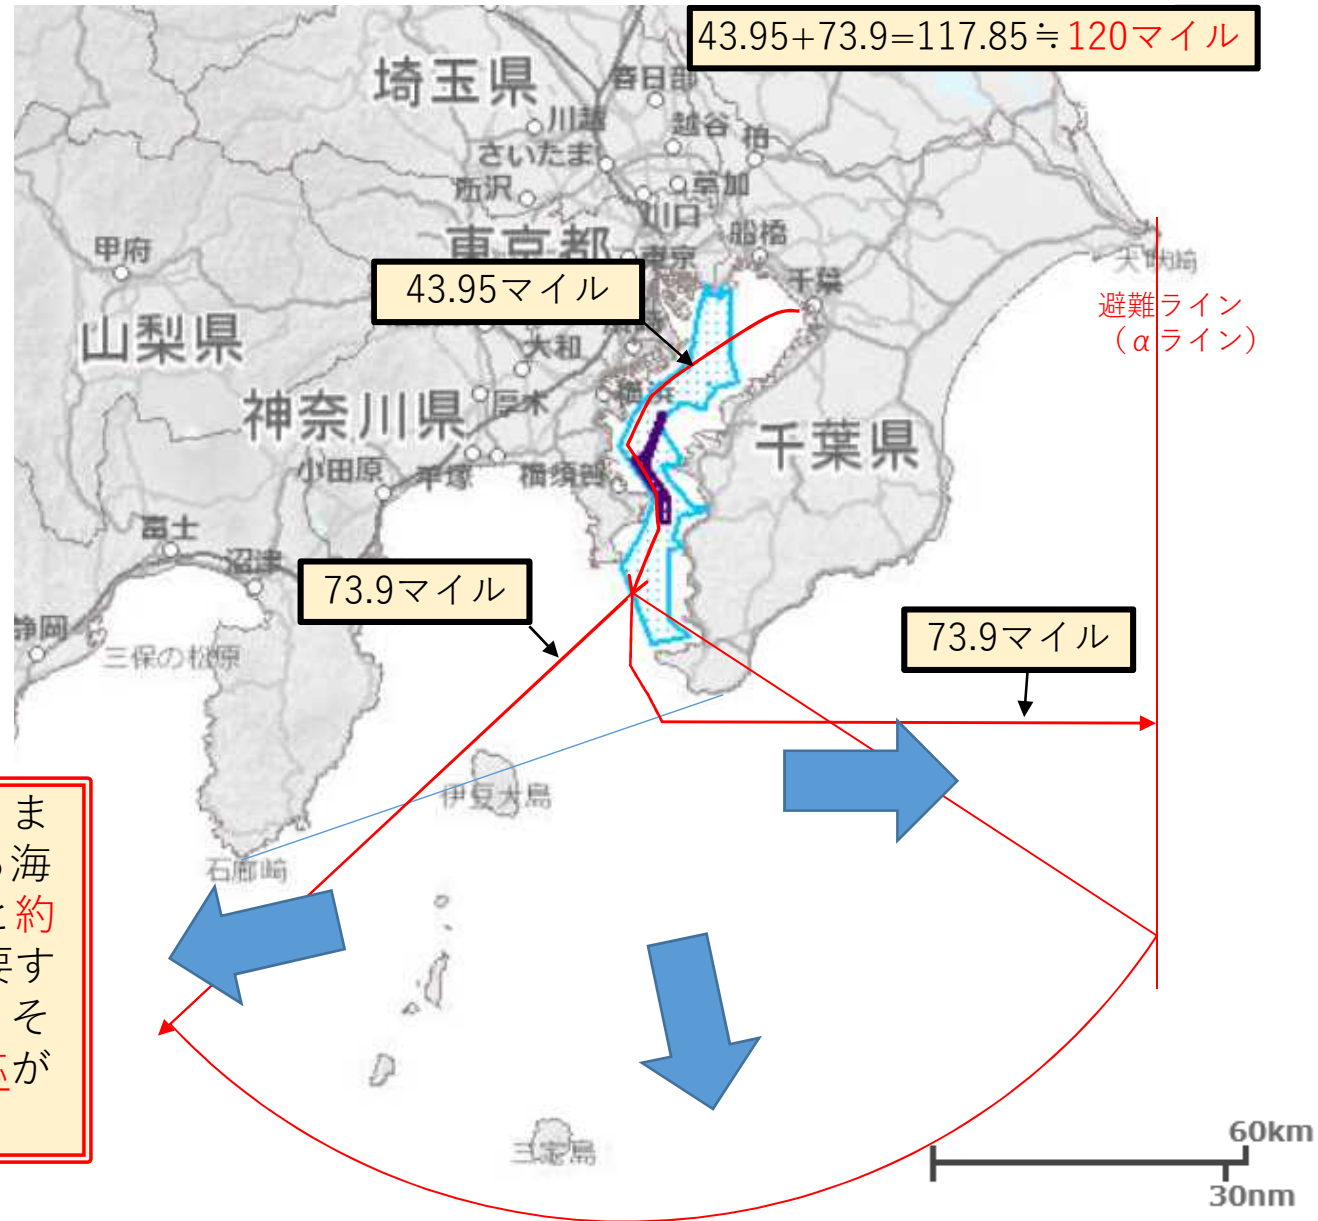 43.95+73.9=117.85≒120マイル
埼玉県
春日部
川越
越谷
柏
さいたま
所沢
草加
川口
船橋
東京都
東京
甲府
千葉
犬吠崎
43.95マイル
避難ライン
（αライン）
山梨県
大和
横浜
神奈川県
厚木
千葉県
小田原
平塚
横須賀
富士
沼津
73.9マイル
静岡
三保の松原
73.9マイル
伊豆大島
ま
海
と約
要す
そ
が
石廊崎
三宅島
60km
30nm